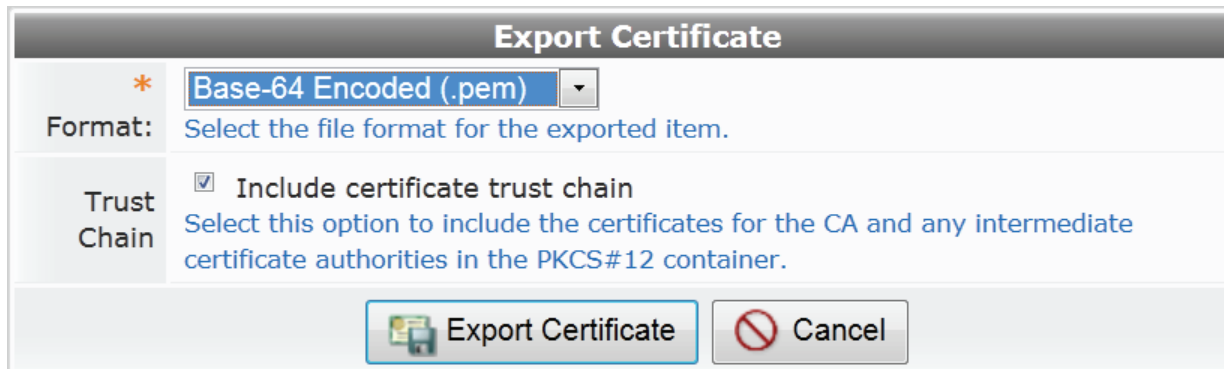 Export Certificate
* Format:
Base-64 Encoded (.pem)
Select the file format for the exported item.
Trust Chain
Include certificate trust chain
Select this option to include the certificates for the CA and any intermediate
certificate authorities in the PKCS#12 container.
Export Certificate
Cancel